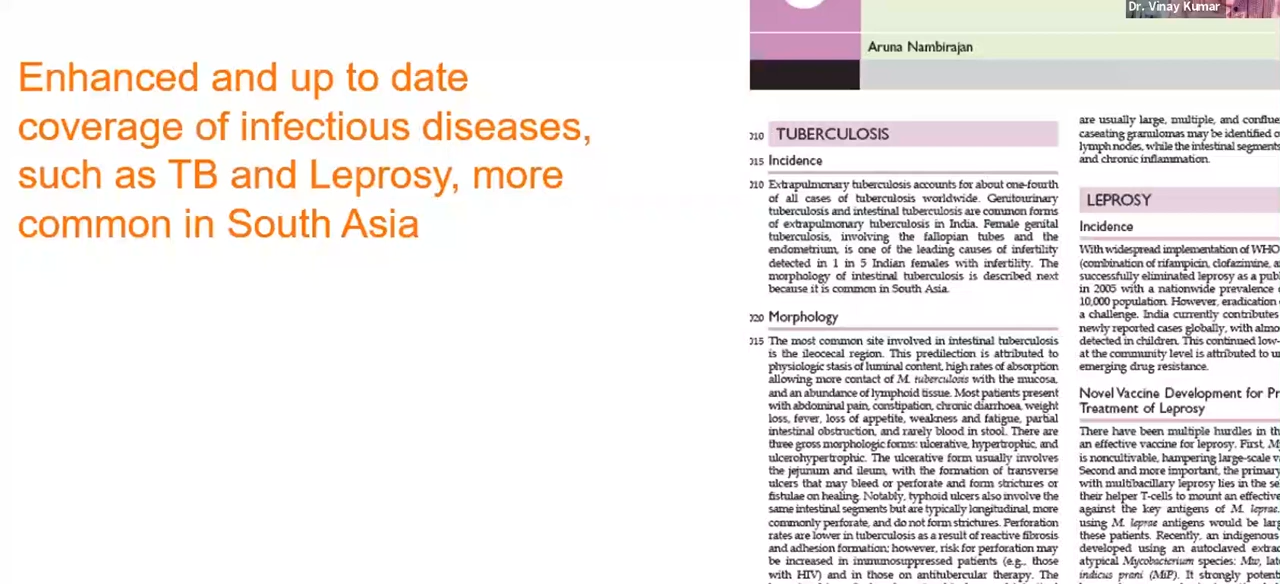 Dr. Vinay Kumar
Enhanced and up to date
coverage of infectious diseases,
such as TB and Leprosy, more
common in South Asia
Aruna Nambirajan
TUBERCULOSIS
Incidence
Extrapulmonary tuberculosis accounts for about one-fourth
of all cases of tuberculosis worldwide. Genitourinary
tuberculosis and intestinal tuberculosis are common forms
of extrapulmonary tuberculosis in India. Female genital
tuberculosis, involving the fallopian tubes and the
endometrium, is one of the leading causes of infertility
detected in 1 in 5 Indian females with infertility. The
morphology of intestinal tuberculosis is described next
because it is common in South Asia.
Morphology
The most common site involved in intestinal tuberculosis
is the ileocecal region. This predilection is attributed to
physiologic stasis of luminal content, high rates of absorption
allowing more contact of M. tuberculosis with the mucosa,
and an abundance of lymphoid tissue. Most patients present
with abdominal pain, constipation, chronic diarrhoea, weight
loss, fever, loss of appetite, weakness and fatigue, partial
intestinal obstruction, and rarely blood in stool. There are
three gross morphologic forms: ulcerative, hypertrophic, and
ulcerohypertrophic. The ulcerative form usually involves
the jejunum and ileum, with the formation of transverse
ulcers that may bleed or perforate and form strictures or
fistulae on healing. Notably, typhoid ulcers also involve the
same intestinal segments but are typically longitudinal, more
commonly perforate, and do not form strictures. Perforation
rates are lower in tuberculosis as a result of reactive fibrosis
and adhesion formation; however, risk for perforation may
be increased in immunosuppressed patients (e.g., those
with HIV) and in those on antitubercular therapy. The
are usually large, multiple, and
caseating granulomas may be identified
lymph nodes, while the intestinal segments
and chronic inflammation.
LEPROSY
Incidence
With widespread implementation of WHO
(combination of rifampicin, clofazimine,
successfully eliminated leprosy as a
in 2005 with a nationwide prevalence
10,000 population. However, eradication
a challenge. India currently contributes
newly reported cases globally, with
detected in children. This continued low-
at the community level is attributed to
emerging drug resistance.
Novel Vaccine Development for
Treatment of Leprosy
There have been multiple hurdles in
an effective vaccine for leprosy. First,
is noncultivable, hampering large-scale
Second and more important, the primary
with multibacillary leprosy lies in the
their helper T-cells to mount an effective
against the key antigens of M. leprae.
using M. leprae antigens would be
these patients. Recently, an indigenous
developed using an autoclaved
atypical Mycobacterium species; Mw,
indicus prani (MiP). It strongly